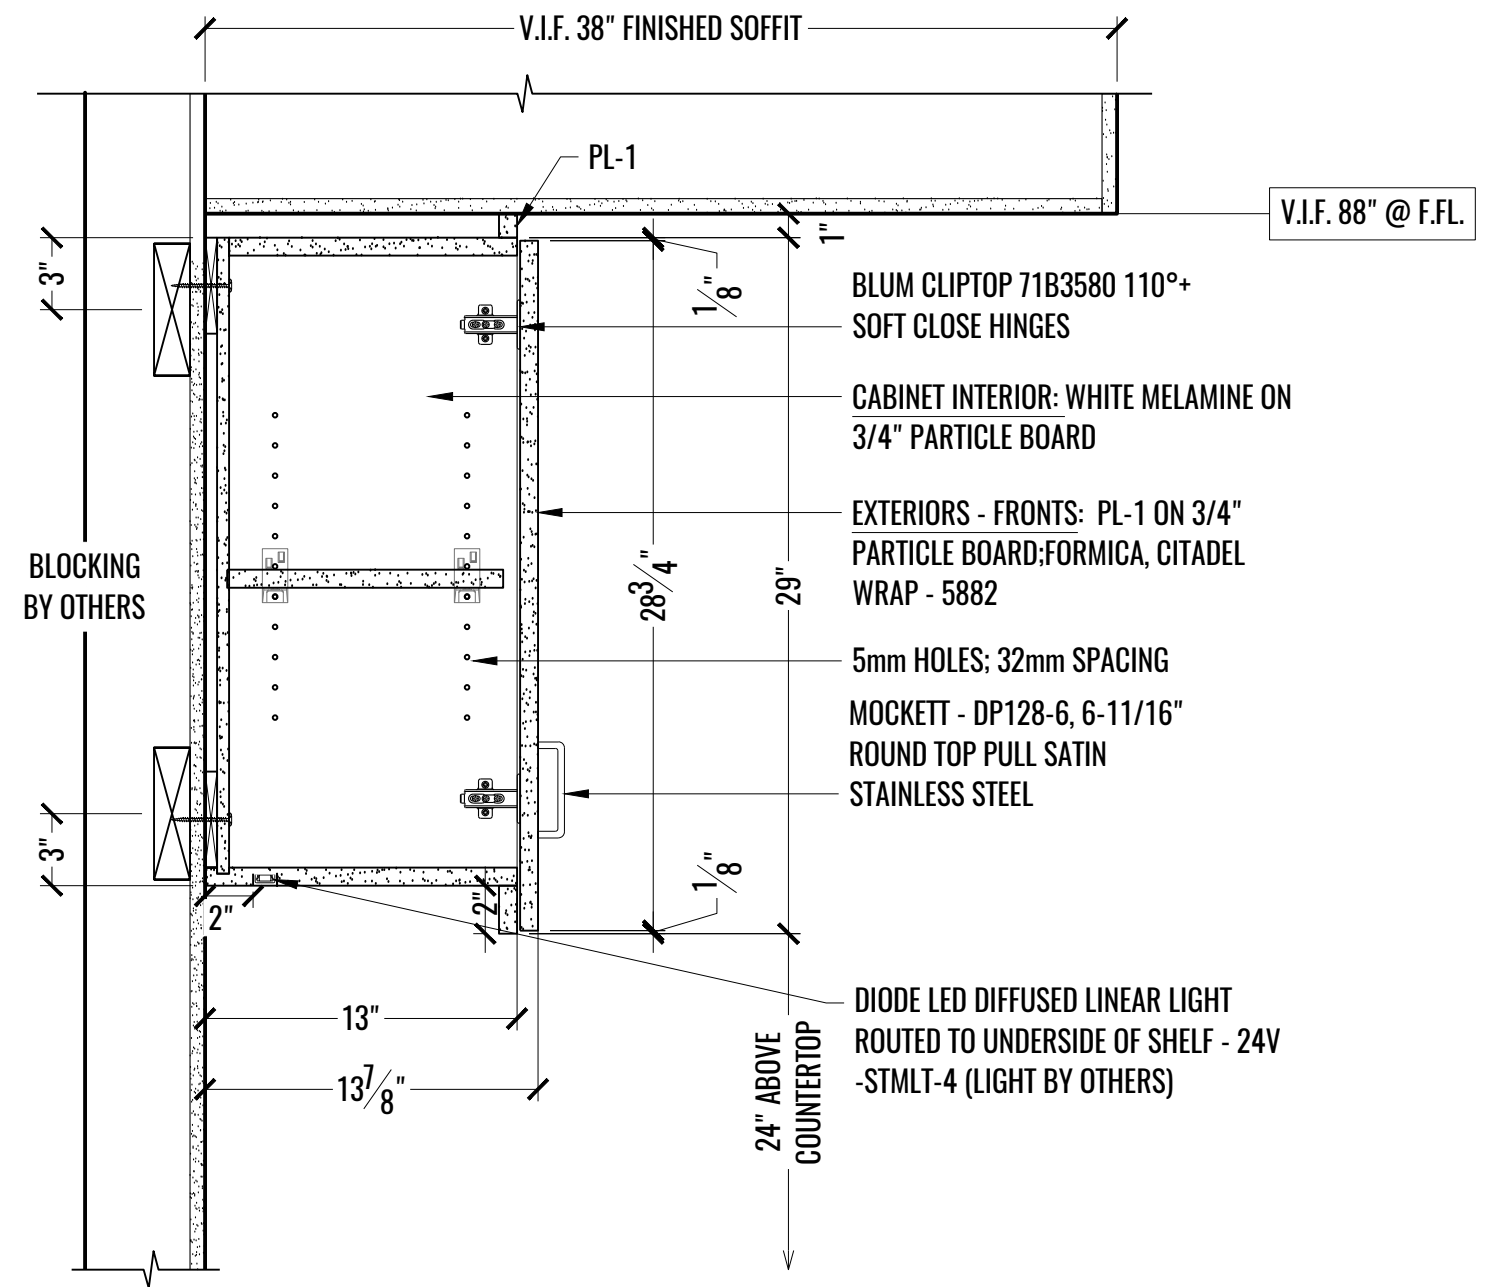 V.I.F. 38" FINISHED SOFFIT
PL-1
V.I.F. 88" @ F.FL.
1"
3"
1/8"
BLUM CLIPTOP 71B3580 110°+
SOFT CLOSE HINGES
CABINET INTERIOR: WHITE MELAMINE ON
3/4" PARTICLE BOARD
EXTERIORS - FRONTS: PL-1 ON 3/4"
PARTICLE BOARD;FORMICA, CITADEL
WRAP - 5882
BLOCKING
BY OTHERS
28 3/4"
29"
5mm HOLES; 32mm SPACING
MOCKETT - DP128-6, 6-11/16"
ROUND TOP PULL SATIN
STAINLESS STEEL
3"
1/8"
2"
2"
13"
13 7/8"
24" ABOVE
COUNTERTOP
DIODE LED DIFFUSED LINEAR LIGHT
ROUTED TO UNDERSIDE OF SHELF - 24V
-STMLT-4 (LIGHT BY OTHERS)